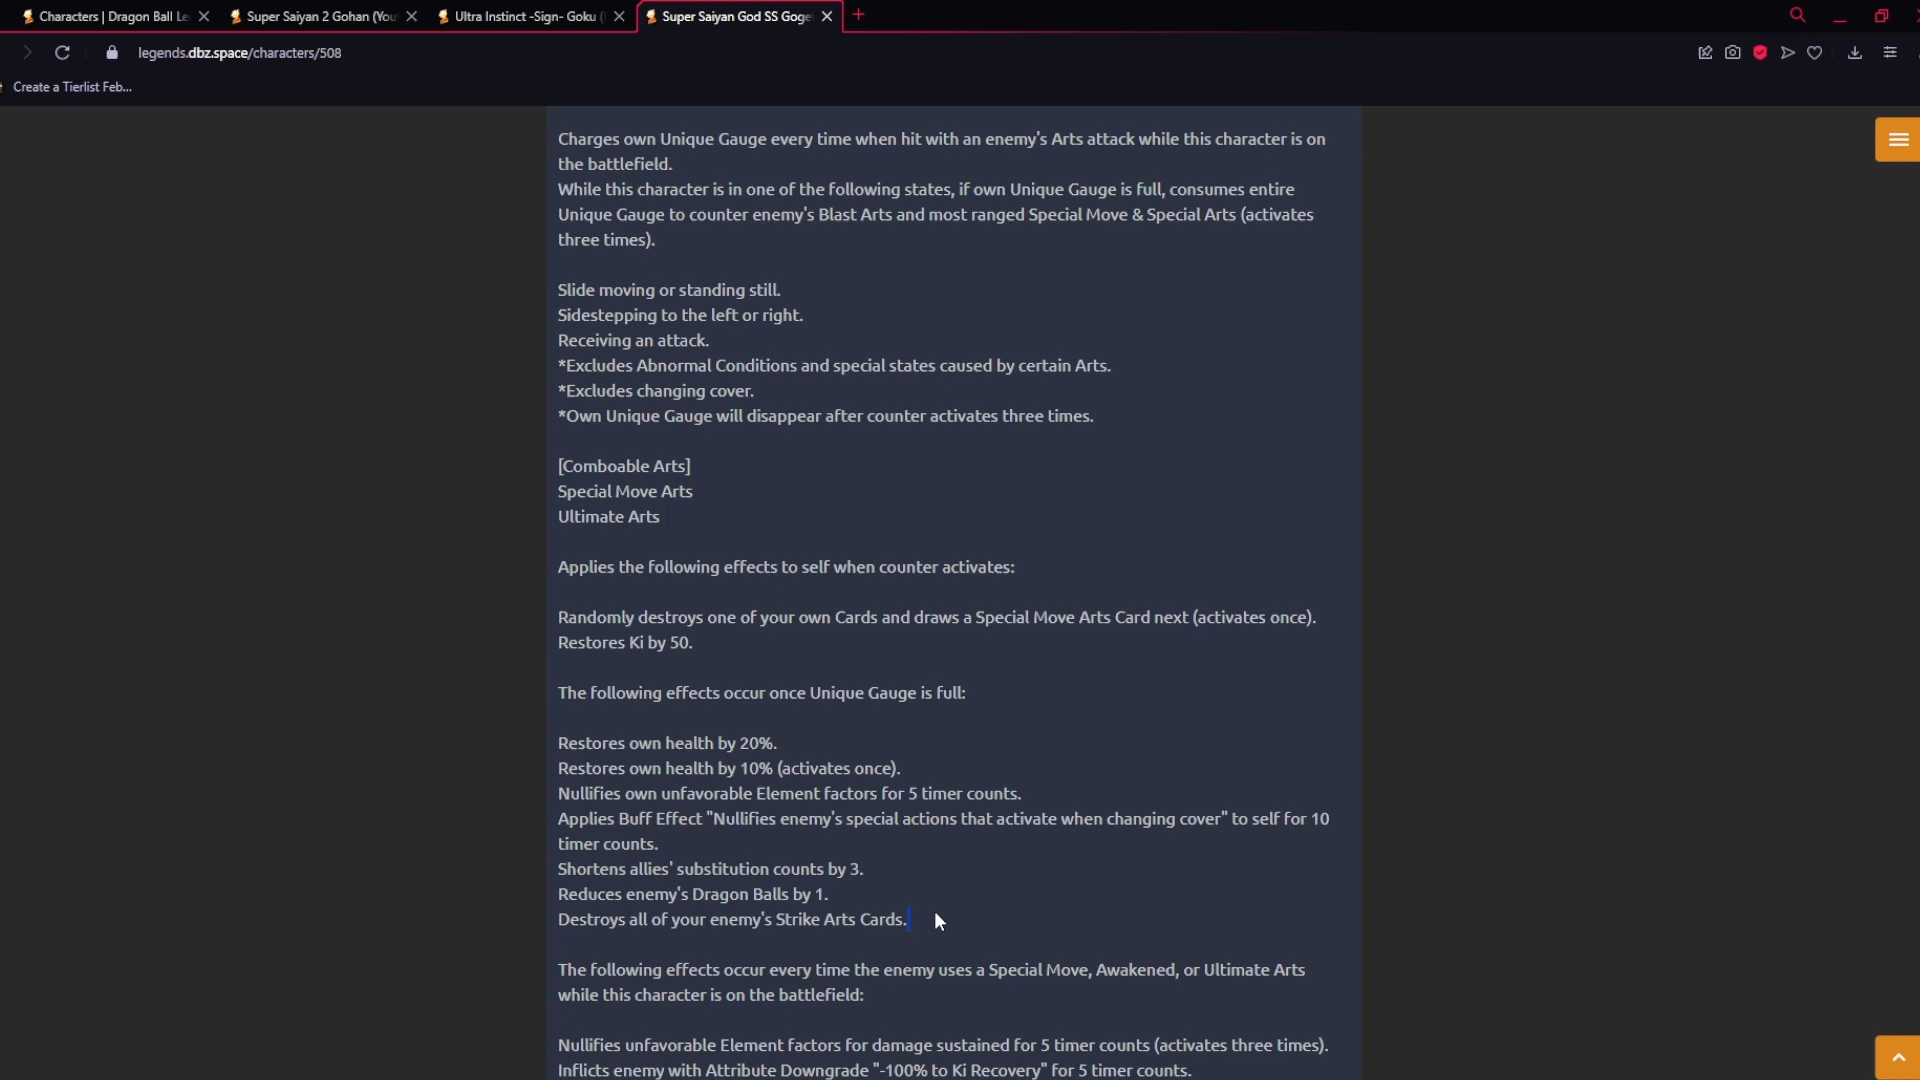 Characters | Dragon Ball Le
Super Saiyan 2 Gohan (You
Ultra Instinct -Sign- Goku (
Super Saiyan God SS Goge
legends.dbz.space/characters/508
Create a Tierlist Feb...
Charges own Unique Gauge every time when hit with an enemy's Arts attack while this character is on
the battlefield.
While this character is in one of the following states, if own Unique Gauge is full, consumes entire
Unique Gauge to counter enemy's Blast Arts and most ranged Special Move & Special Arts (activates
three times).
Slide moving or standing still.
Sidestepping to the left or right.
Receiving an attack.
*Excludes Abnormal Conditions and special states caused by certain Arts.
*Excludes changing cover.
*Own Unique Gauge will disappear after counter activates three times.
[Comboable Arts]
Special Move Arts
Ultimate Arts
Applies the following effects to self when counter activates:
Randomly destroys one of your own Cards and draws a Special Move Arts Card next (activates once).
Restores Ki by 50.
The following effects occur once Unique Gauge is full:
Restores own health by 20%.
Restores own health by 10% (activates once).
Nullifies own unfavorable Element factors for 5 timer counts.
Applies Buff Effect "Nullifies enemy's special actions that activate when changing cover" to self for 10
timer counts.
Shortens allies' substitution counts by 3.
Reduces enemy's Dragon Balls by 1.
Destroys all of your enemy's Strike Arts Cards.
The following effects occur every time the enemy uses a Special Move, Awakened, or Ultimate Arts
while this character is on the battlefield:
Nullifies unfavorable Element factors for damage sustained for 5 timer counts (activates three times).
Inflicts enemy with Attribute Downgrade "-100% to Ki Recovery" for 5 timer counts.